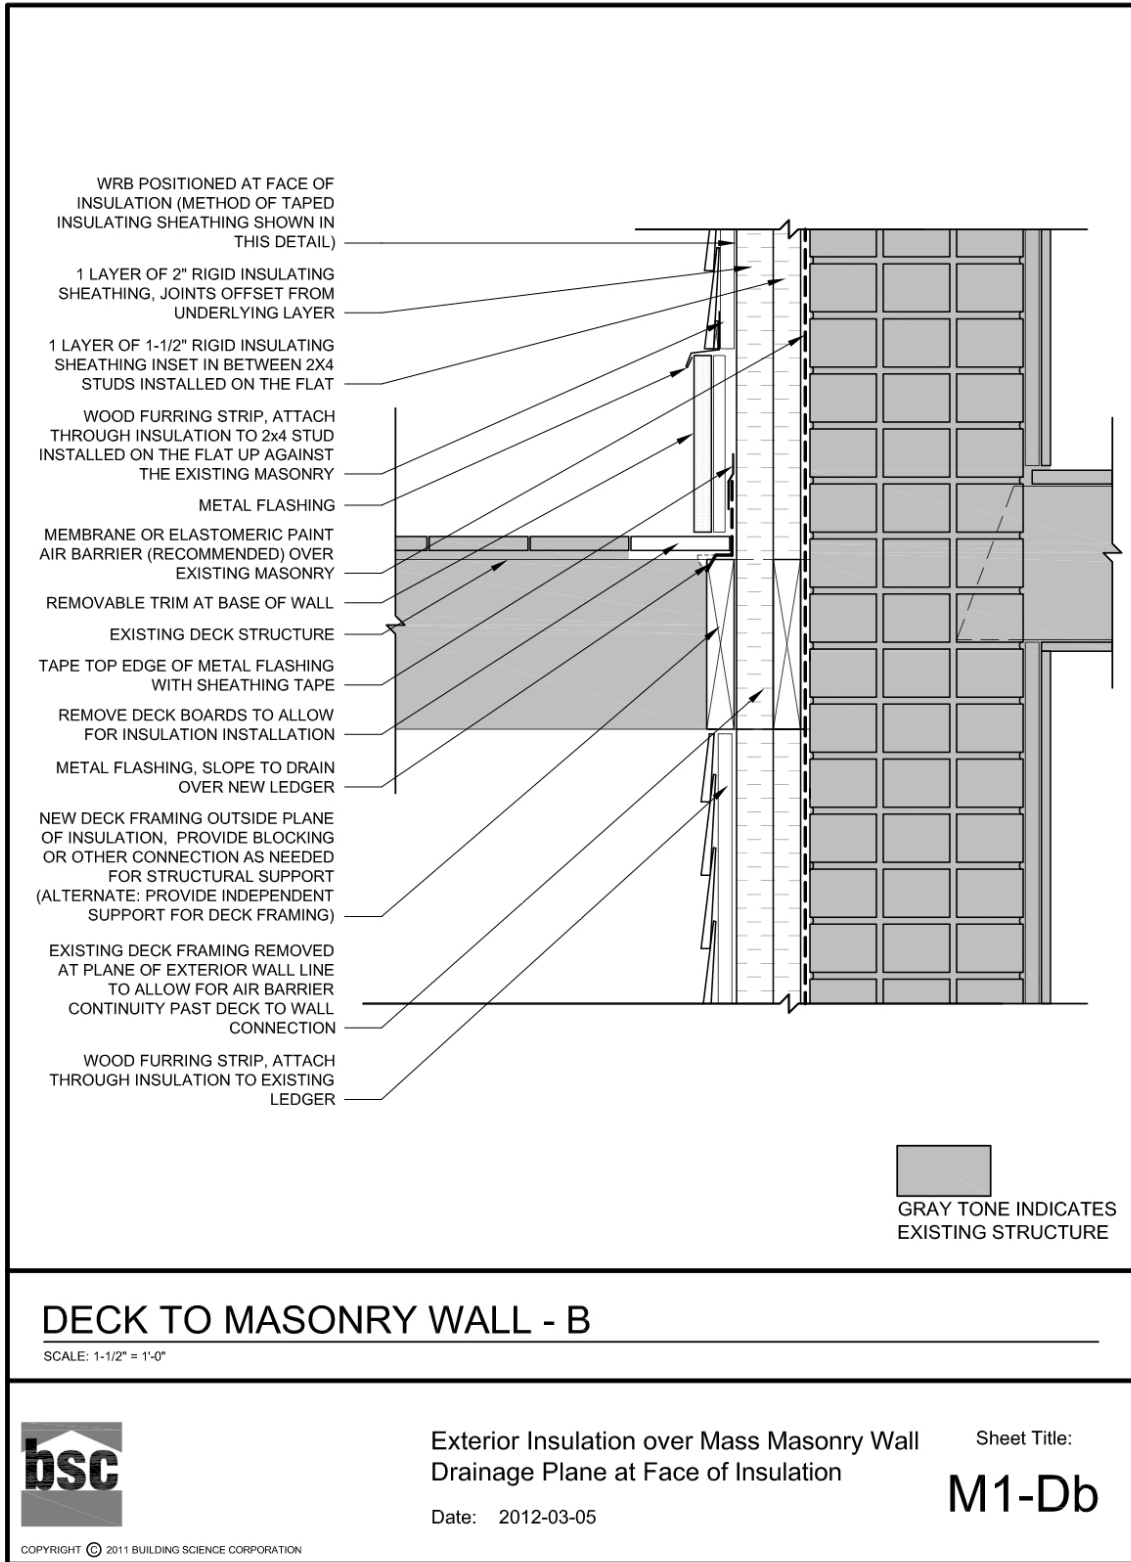 WRB POSITIONED AT FACE OF
INSULATION (METHOD OF TAPED
INSULATING SHEATHING SHOWN IN
THIS DETAIL)
1 LAYER OF 2" RIGID INSULATING
SHEATHING, JOINTS OFFSET FROM
UNDERLYING LAYER
1 LAYER OF 1-1/2" RIGID INSULATING
SHEATHING INSET IN BETWEEN 2X4
STUDS INSTALLED ON THE FLAT
WOOD FURRING STRIP, ATTACH
THROUGH INSULATION TO 2x4 STUD
INSTALLED ON THE FLAT UP AGAINST
THE EXISTING MASONRY
METAL FLASHING
MEMBRANE OR ELASTOMERIC PAINT
AIR BARRIER (RECOMMENDED) OVER
EXISTING MASONRY
REMOVABLE TRIM AT BASE OF WALL
EXISTING DECK STRUCTURE
TAPE TOP EDGE OF METAL FLASHING
WITH SHEATHING TAPE
REMOVE DECK BOARDS TO ALLOW
FOR INSULATION INSTALLATION
METAL FLASHING, SLOPE TO DRAIN
OVER NEW LEDGER
NEW DECK FRAMING OUTSIDE PLANE
OF INSULATION, PROVIDE BLOCKING
OR OTHER CONNECTION AS NEEDED
FOR STRUCTURAL SUPPORT
(ALTERNATE: PROVIDE INDEPENDENT
SUPPORT FOR DECK FRAMING)
EXISTING DECK FRAMING REMOVED
AT PLANE OF EXTERIOR WALL LINE
TO ALLOW FOR AIR BARRIER
CONTINUITY PAST DECK TO WALL
CONNECTION
WOOD FURRING STRIP, ATTACH
THROUGH INSULATION TO EXISTING
LEDGER
GRAY TONE INDICATES
EXISTING STRUCTURE
DECK TO MASONRY WALL - B
SCALE: 1-1/2" = 1'-0"
bsc
COPYRIGHT © 2011 BUILDING SCIENCE CORPORATION
Exterior Insulation over Mass Masonry Wall
Drainage Plane at Face of Insulation
Date: 2012-03-05
Sheet Title:
M1-Db